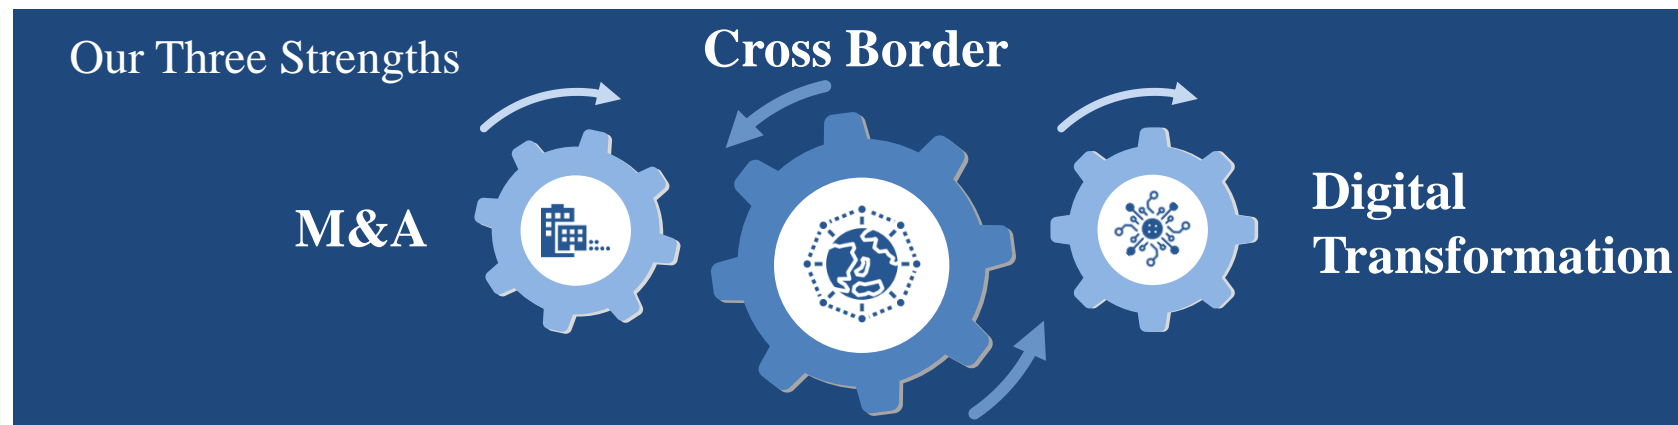 Our Three Strengths
Cross Border
M&A
Digital
Transformation